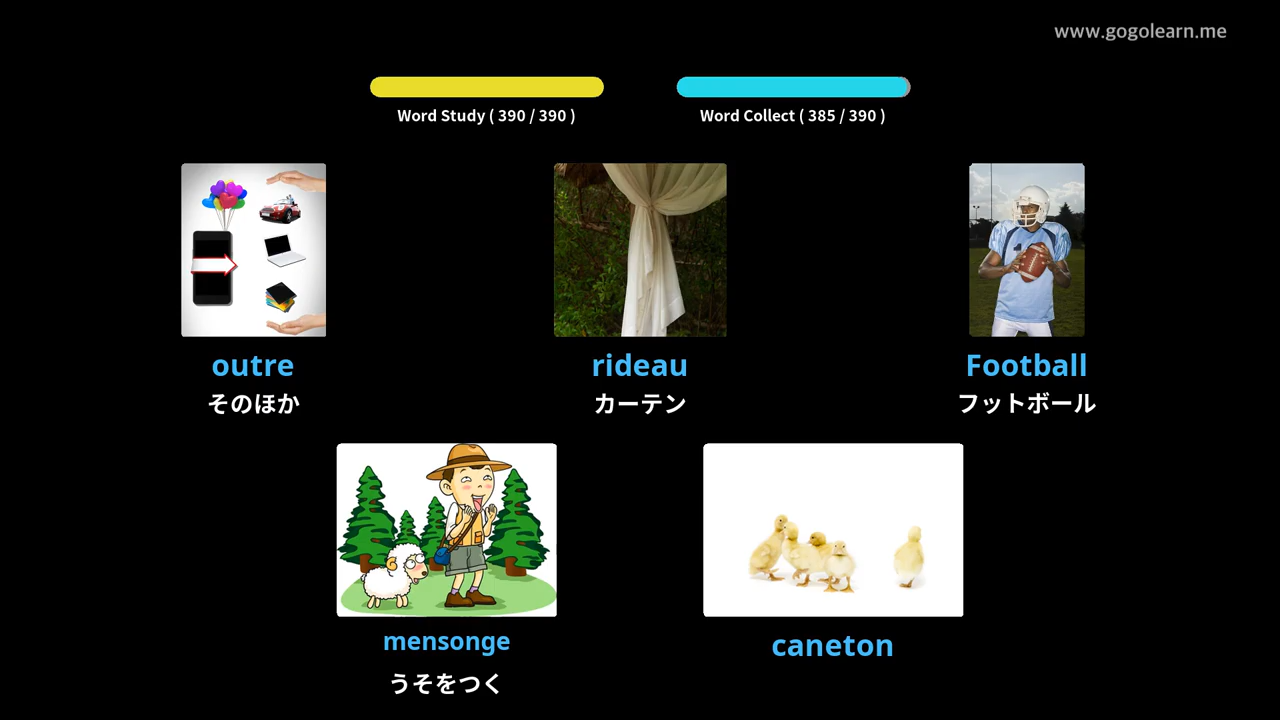 www.gogolearn.me
Word Study ( 390 / 390 )
Word Collect ( 385 / 390 )
outre
そのほか
rideau
カーテン
Football
フットボール
mensonge
うそをつく
caneton